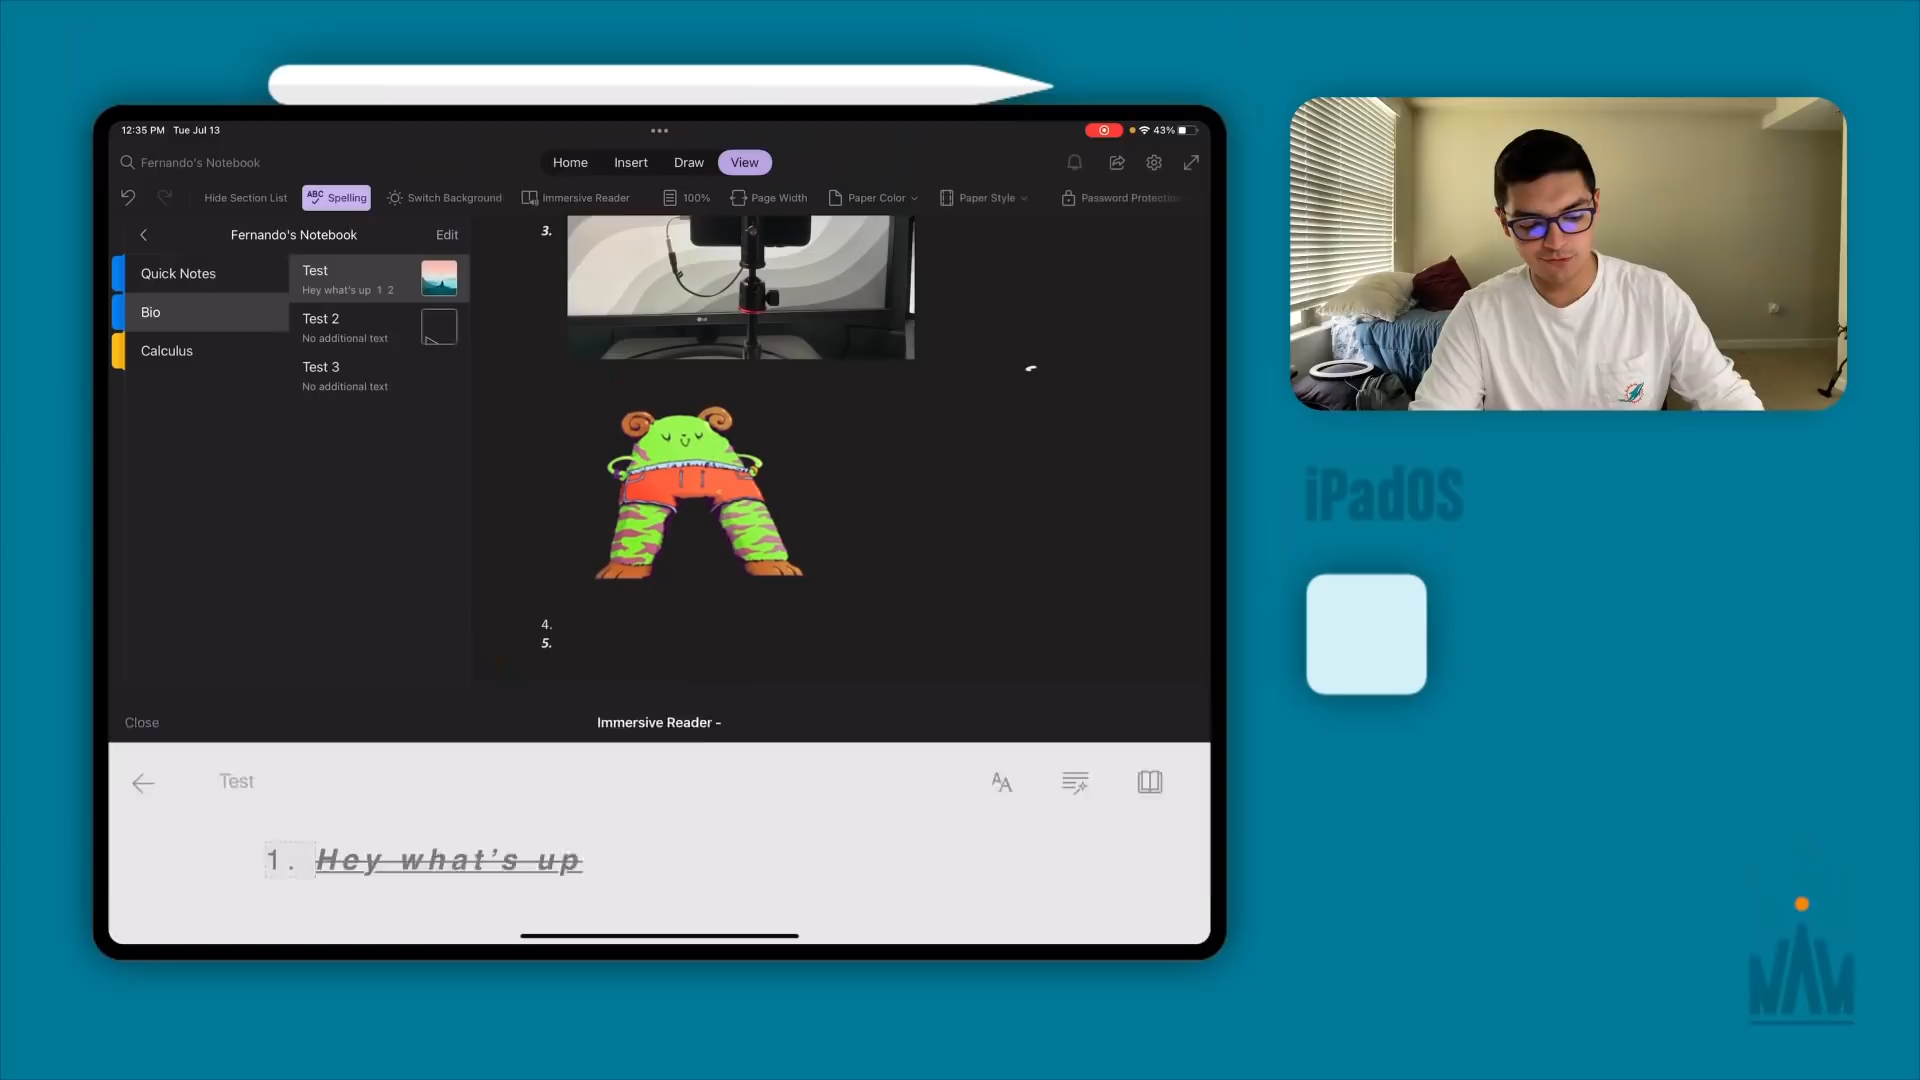 12:35 PM Tue Jul 13
43%
Fernando's Notebook
Home Insert Draw View
Hide Section List ABC Spelling Switch Background Immersive Reader 100% Page Width Paper Color Paper Style Password Protection
Fernando's Notebook Edit
Quick Notes
Bio
Calculus
Test
Hey what's up 1 2
Test 2
No additional text
Test 3
No additional text
3.
LG
4.
5.
Close Immersive Reader -
Test
AA
1. Hey what's up
iPadOS